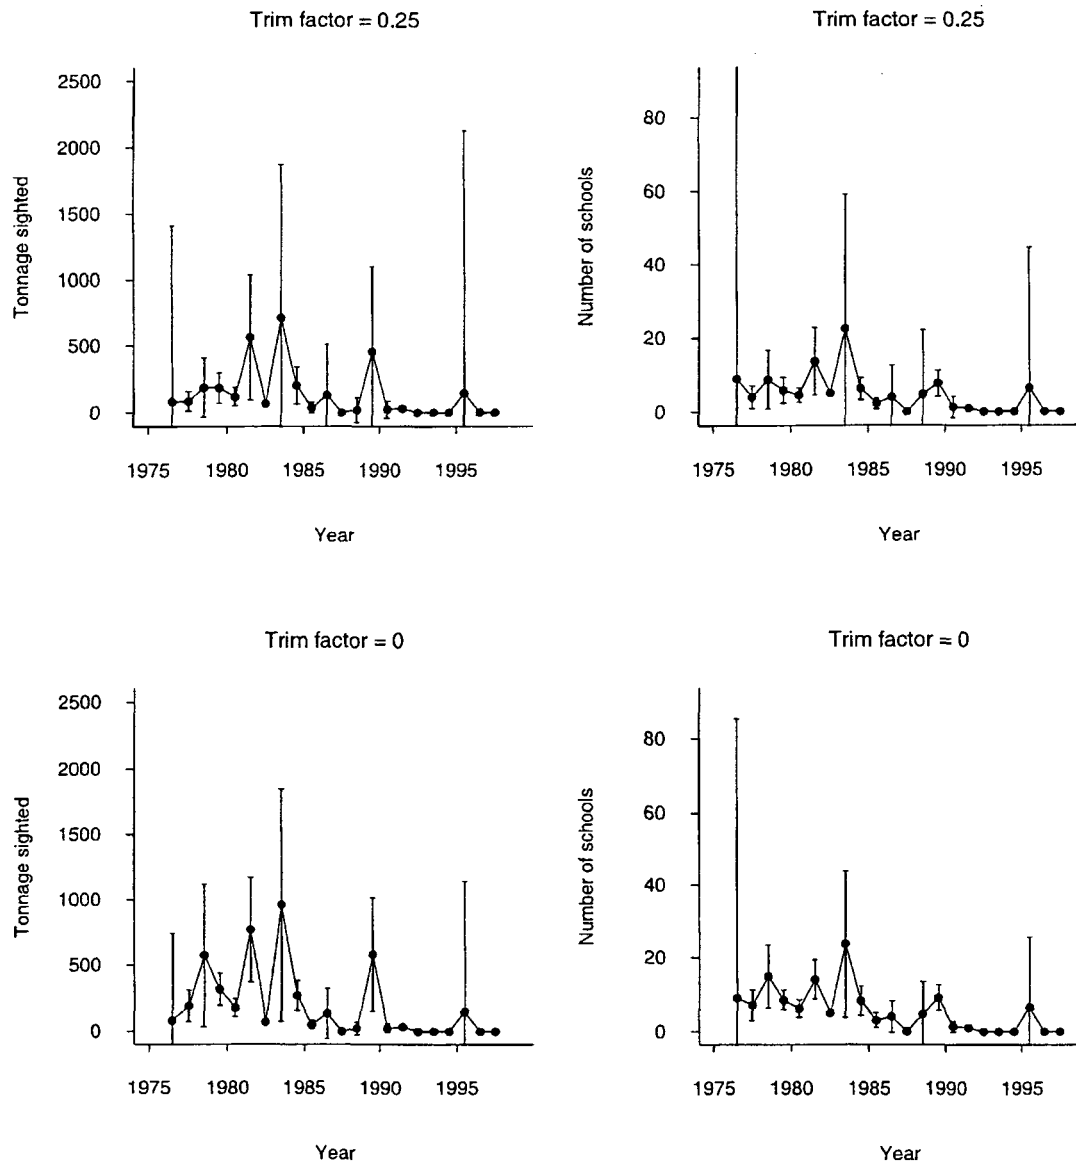 Trim factor = 0.25
Tonnage sighted
2500
2000
1500
1000
500
0
1975 1980 1985 1990 1995
Year
Trim factor = 0.25
Number of schools
80
60
40
20
0
1975 1980 1985 1990 1995
Year
Trim factor = 0
Tonnage sighted
2500
2000
1500
1000
500
0
1975 1980 1985 1990 1995
Year
Trim factor = 0
Number of schools
80
60
40
20
0
1975 1980 1985 1990 1995
Year